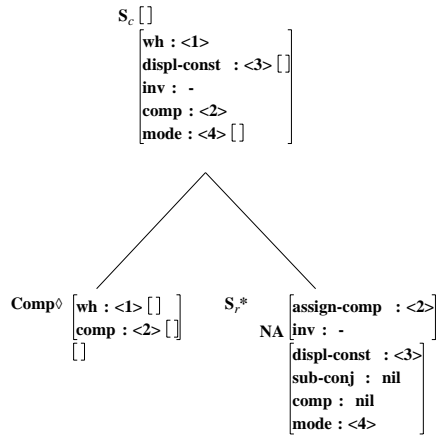 S_c []
wh : <1>
displ-const : <3> []
inv : -
comp : <2>
mode : <4> []
Comp◊
wh : <1> []
comp : <2> []
[]
S_r*
NA
assign-comp : <2>
inv : -
displ-const : <3>
sub-conj : nil
comp : nil
mode : <4>